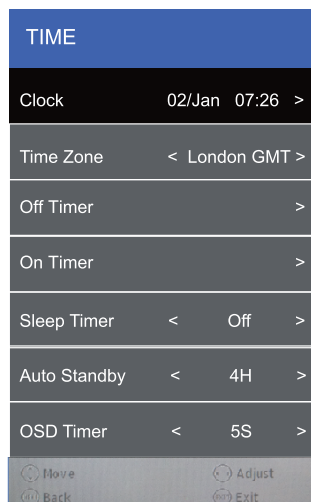 TIME
Clock 02/Jan 07:26 >
Time Zone < London GMT >
Off Timer >
On Timer >
Sleep Timer < Off >
Auto Standby < 4H >
OSD Timer < 5S >
Move Adjust
Back Exit